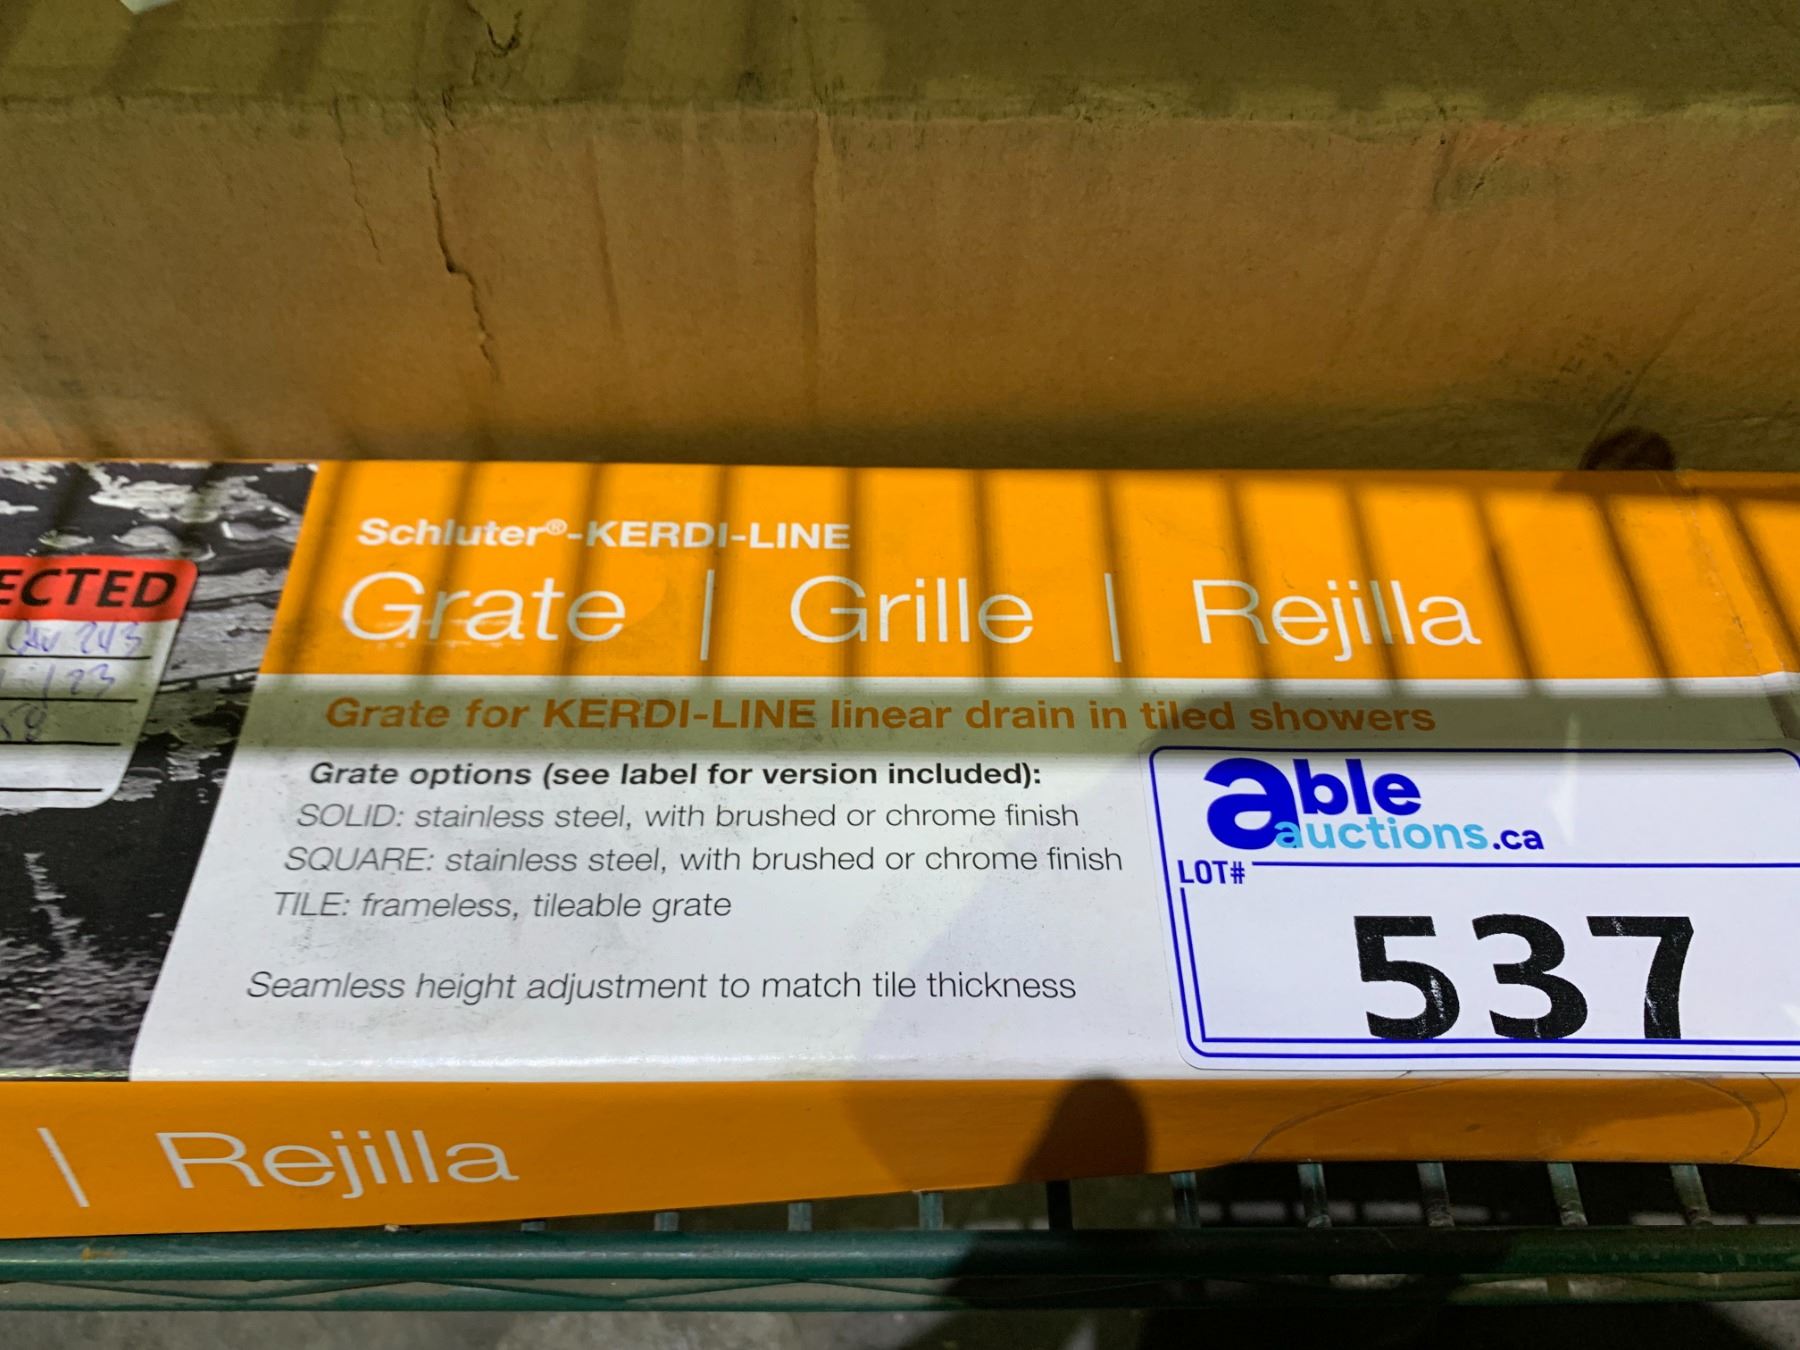 Schluter®-KERDI-LINE
Grate | Grille | Rejilla
Grate for KERDI-LINE linear drain in tiled showers
Grate options (see label for version included):
SOLID: stainless steel, with brushed or chrome finish
SQUARE: stainless steel, with brushed or chrome finish
TILE: frameless, tileable grate
Seamless height adjustment to match tile thickness
able
auctions.ca
LOT#
537
ECTED
243
23
| Rejilla